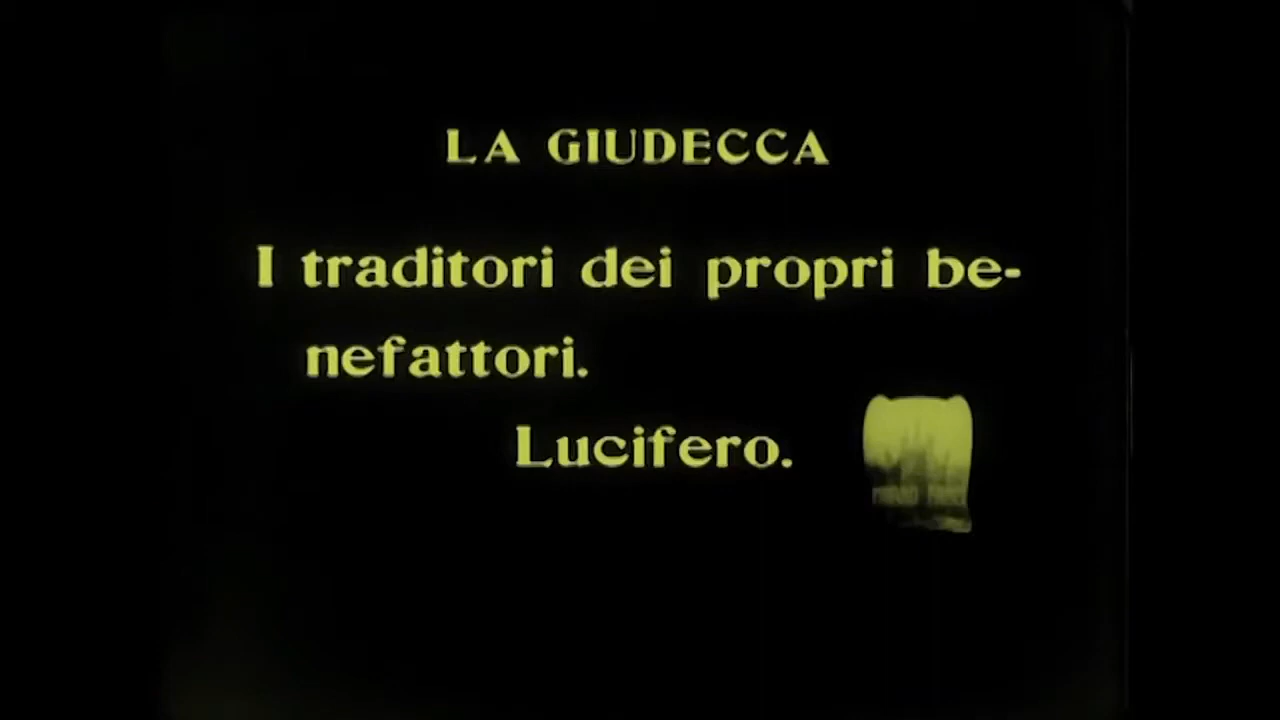 LA GIUDECCA
I traditori dei propri be-
nefattori.
Lucifero.